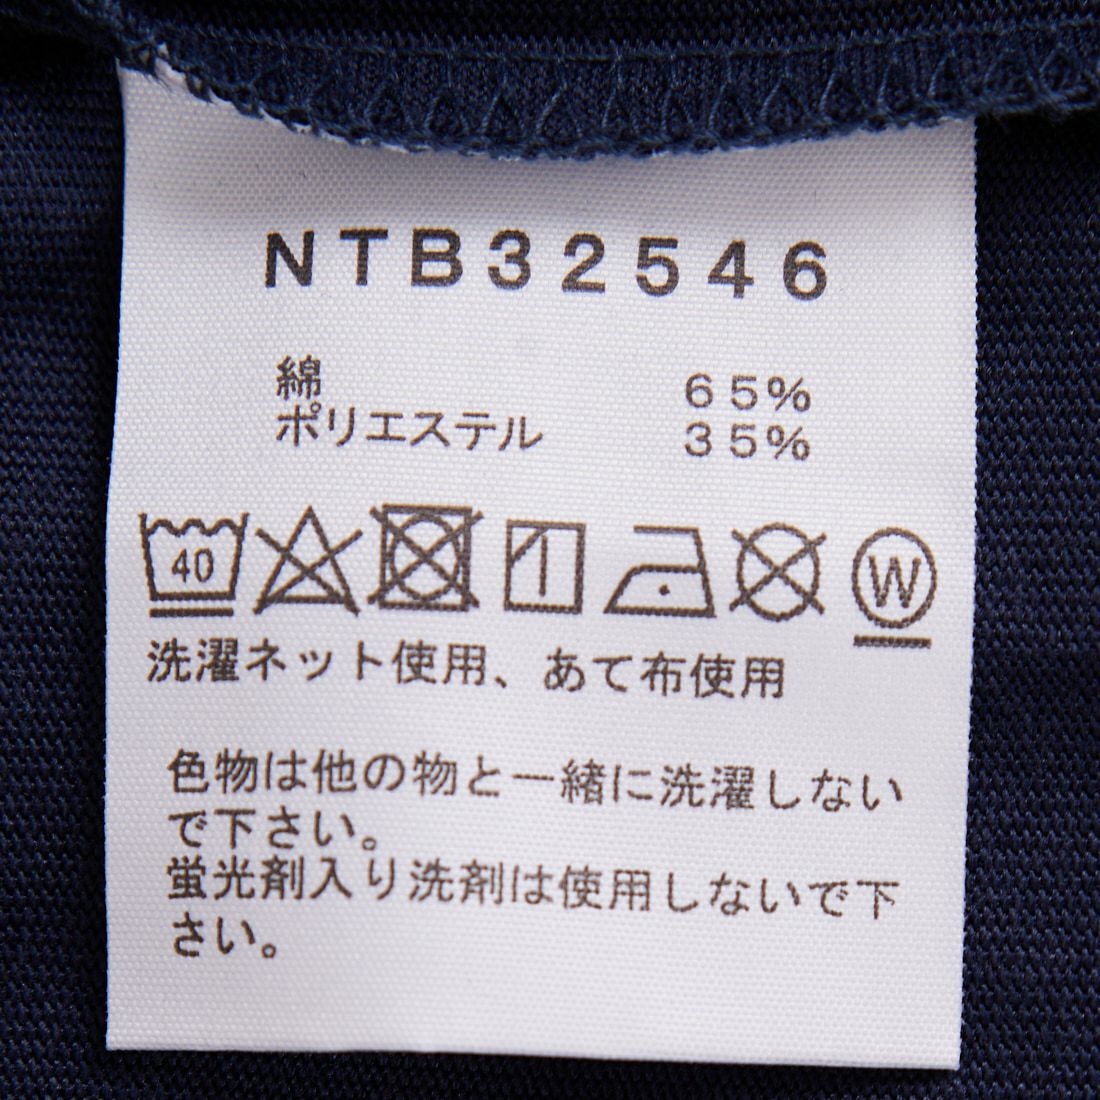 NTB32546
綿 65%
ポリエステル 35%
40 W
洗濯ネット使用、あて布使用
色物は他の物と一緒に洗濯しない
で下さい。
蛍光剤入り洗剤は使用しないで下
さい。